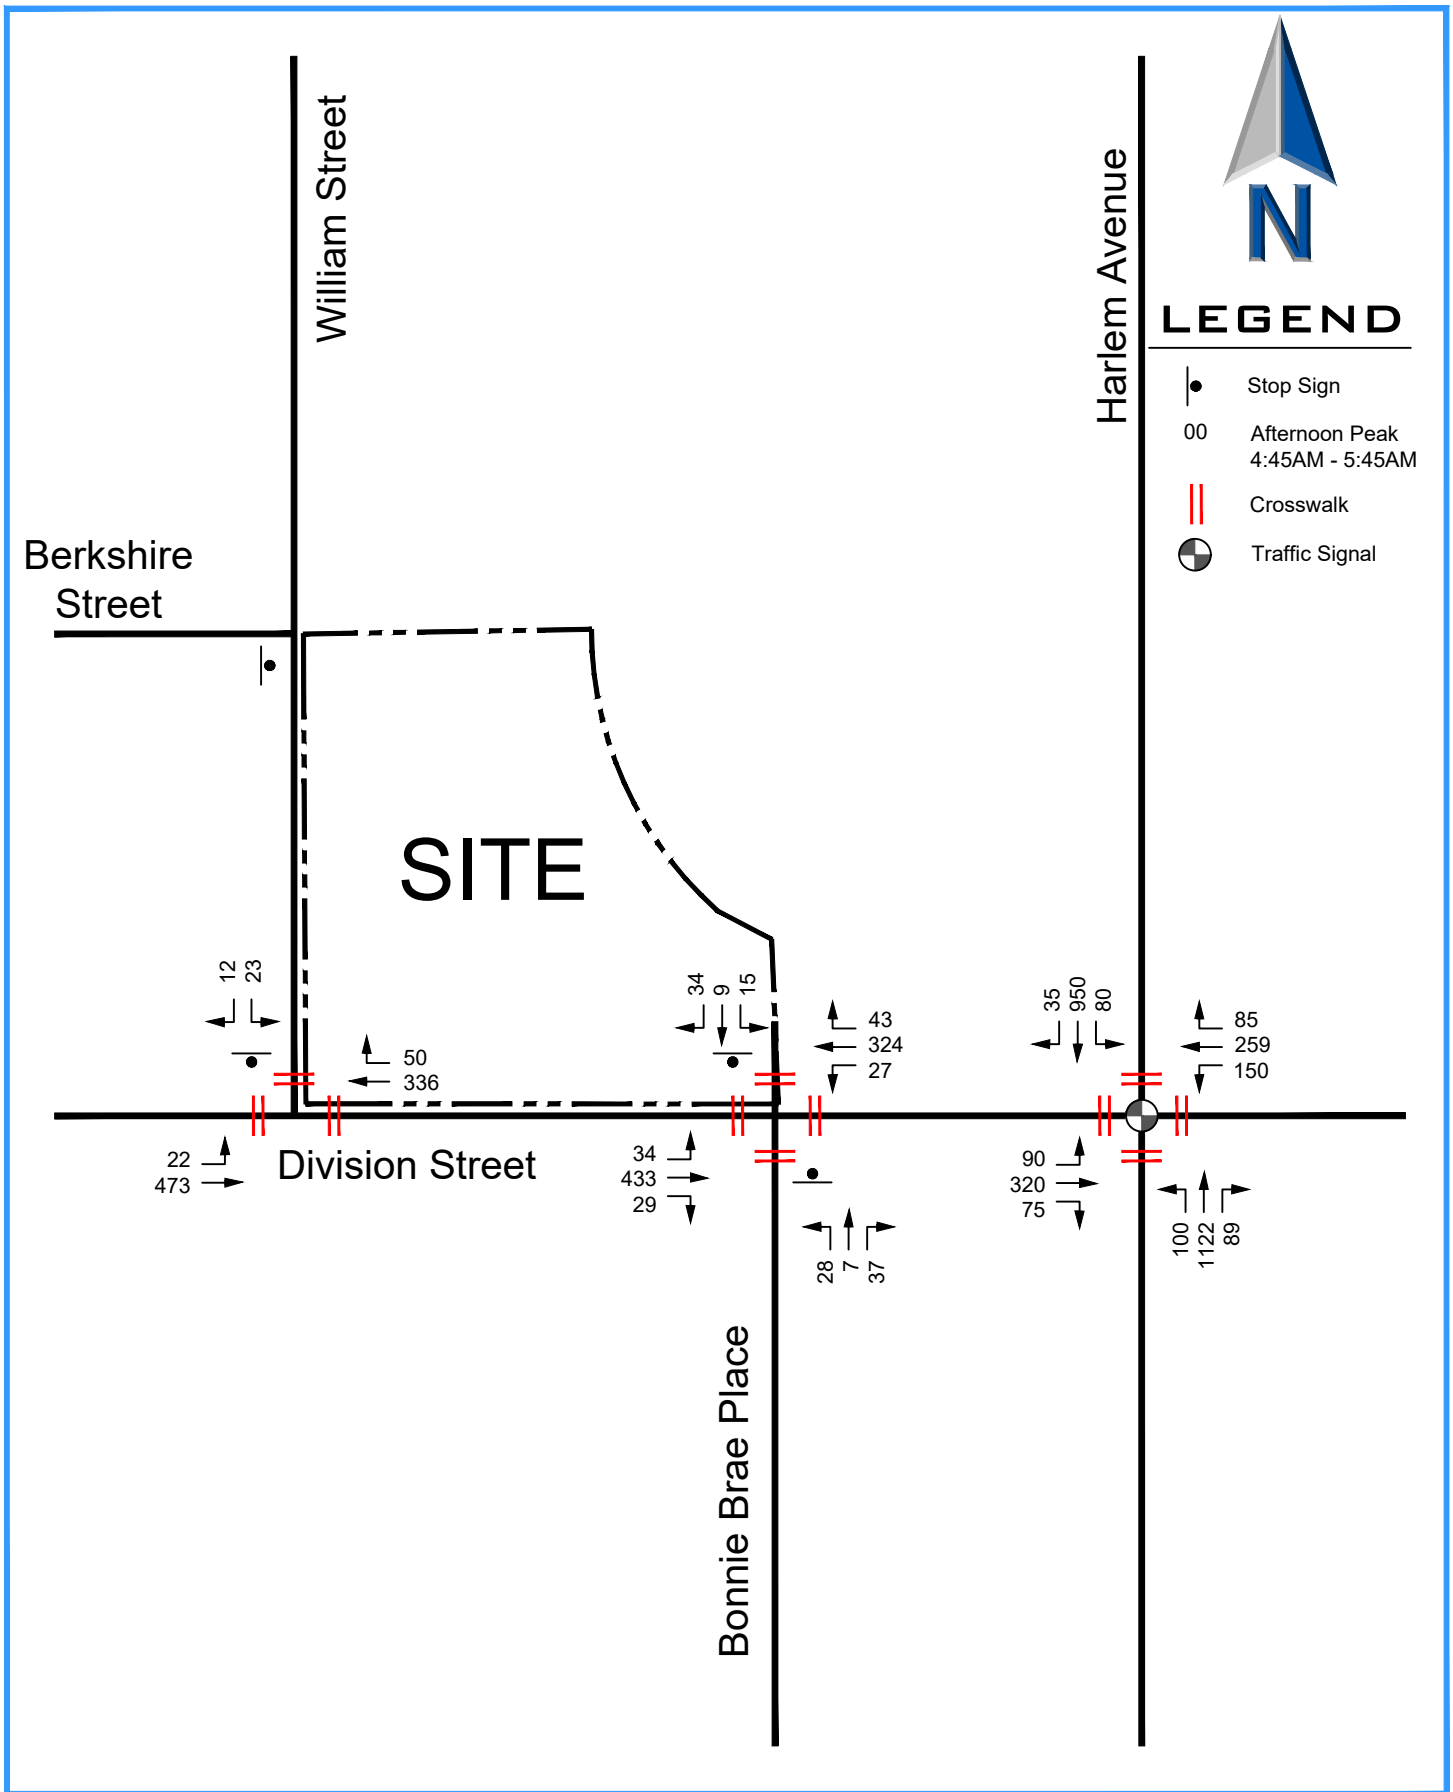 William Street
Harlem Avenue
N
LEGEND
Stop Sign
00 Afternoon Peak
4:45AM - 5:45AM
Crosswalk
Traffic Signal
Berkshire
Street
SITE
12
23
50
336
22
473
Division Street
34
9
15
43
324
27
34
433
29
28
7
37
35
950
80
85
259
150
90
320
75
100
1122
89
Bonnie Brae Place